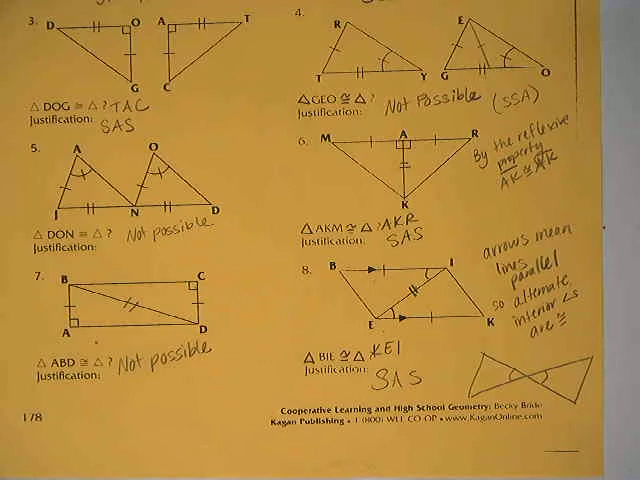 3. D O A T
G C
△ DOG ≅ △ ? TAC
Justification: SAS
4. R E
T Y G O
△GEO ≅ △? Not Possible (SSA)
Justification:
5. A O
J N D
△ DON ≅ △ ? Not possible
Justification:
6. M A R
K
By the reflexive
property
AK ≅ AK
△AKM ≅ △? AKR
Justification: SAS
7. B C
A D
△ ABD ≅ △ ? Not possible
Justification:
8. B I
E K
arrows mean
lines
parallel
so alternate
interior ∠s
are ≅
△ BIE ≅ △ KEI
Justification: SAS
178
Cooperative Learning and High School Geometry: Becky Bride
Kagan Publishing • 1 (800) WEE CO-OP • www.KaganOnline.com